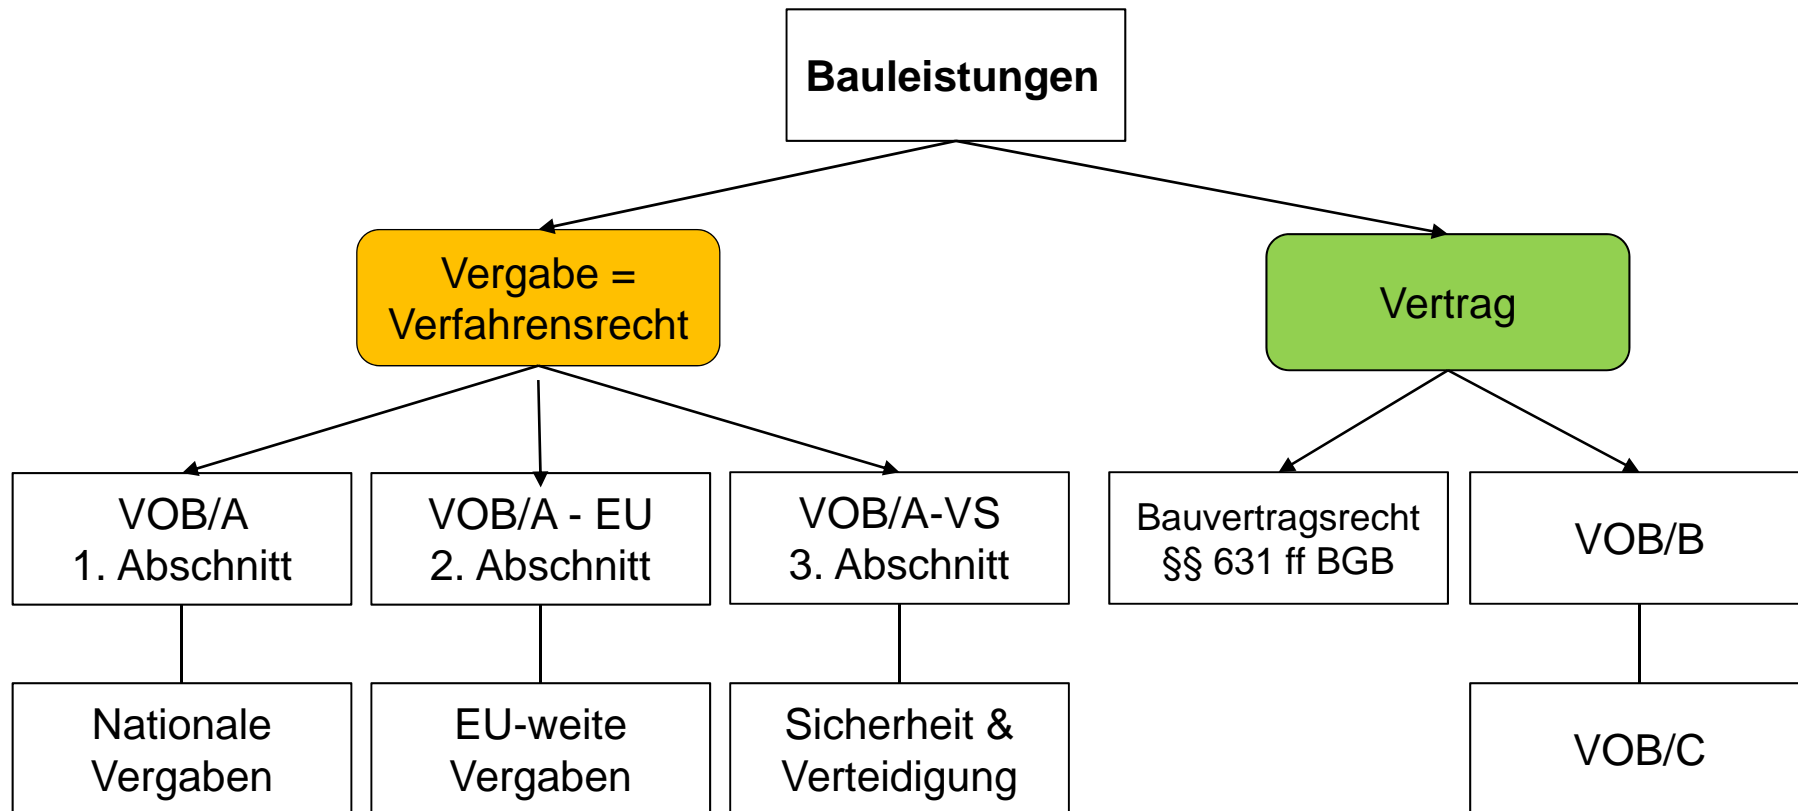 Bauleistungen
Vergabe =
Verfahrensrecht
Vertrag
VOB/A
1. Abschnitt
VOB/A - EU
2. Abschnitt
VOB/A-VS
3. Abschnitt
Bauvertragsrecht
§§ 631 ff BGB
VOB/B
Nationale
Vergaben
EU-weite
Vergaben
Sicherheit &
Verteidigung
VOB/C